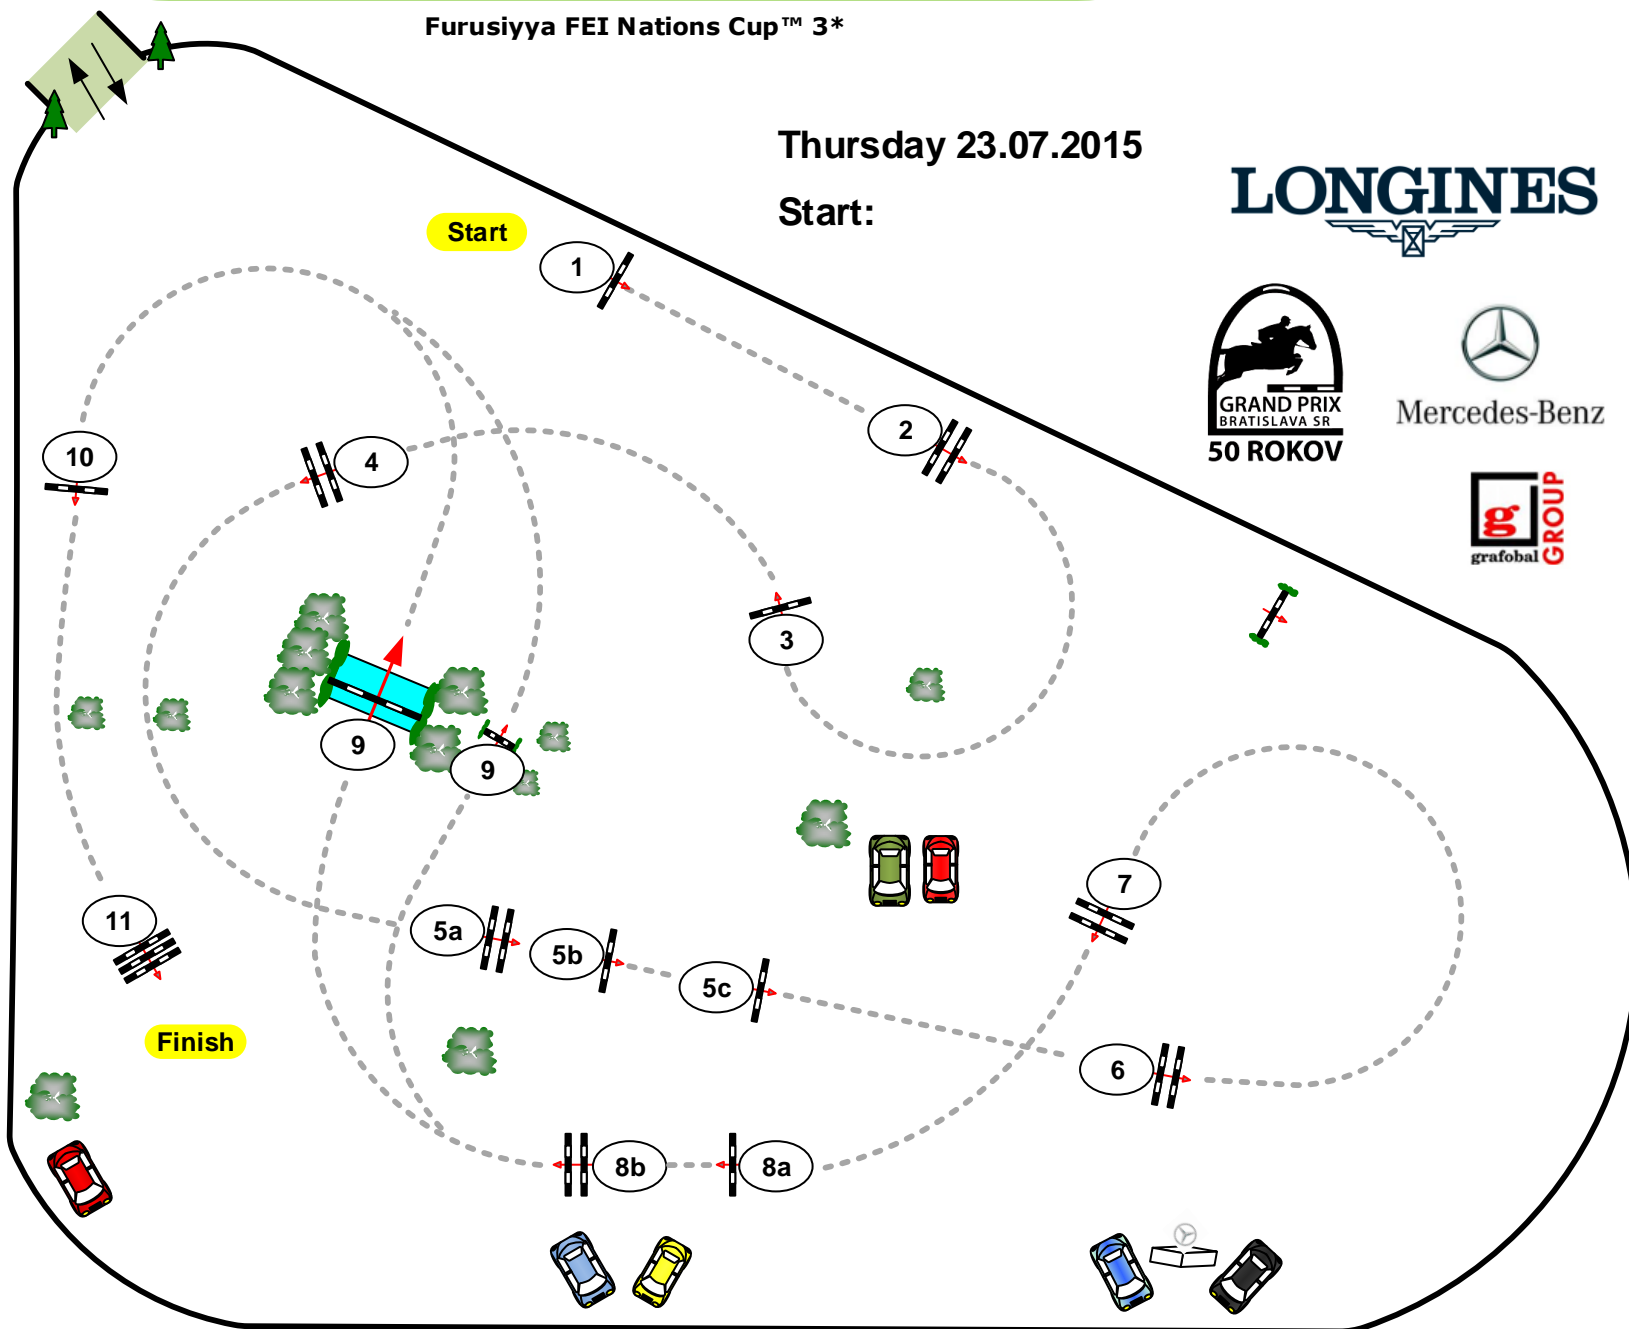 Furusiyya FEI Nations Cup™ 3*
Thursday 23.07.2015
Start:
LONGINES
Start
1
GRAND PRIX
BRATISLAVA SR
50 ROKOV
Mercedes-Benz
2
10
4
g
grafobal
GROUP
3
9
9
7
11
5a
5b
5c
Finish
6
8b
8a